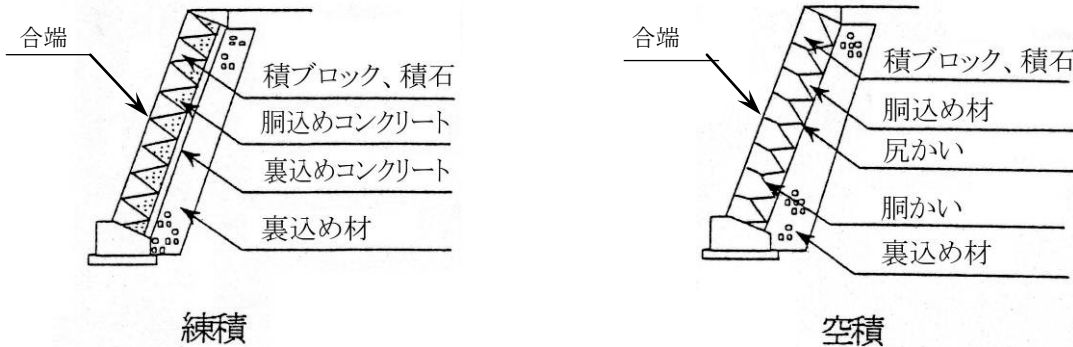 合端
積ブロック、積石
胴込めコンクリート
裏込めコンクリート
裏込め材
練積
合端
積ブロック、積石
胴込め材
尻かい
胴かい
裏込め材
空積